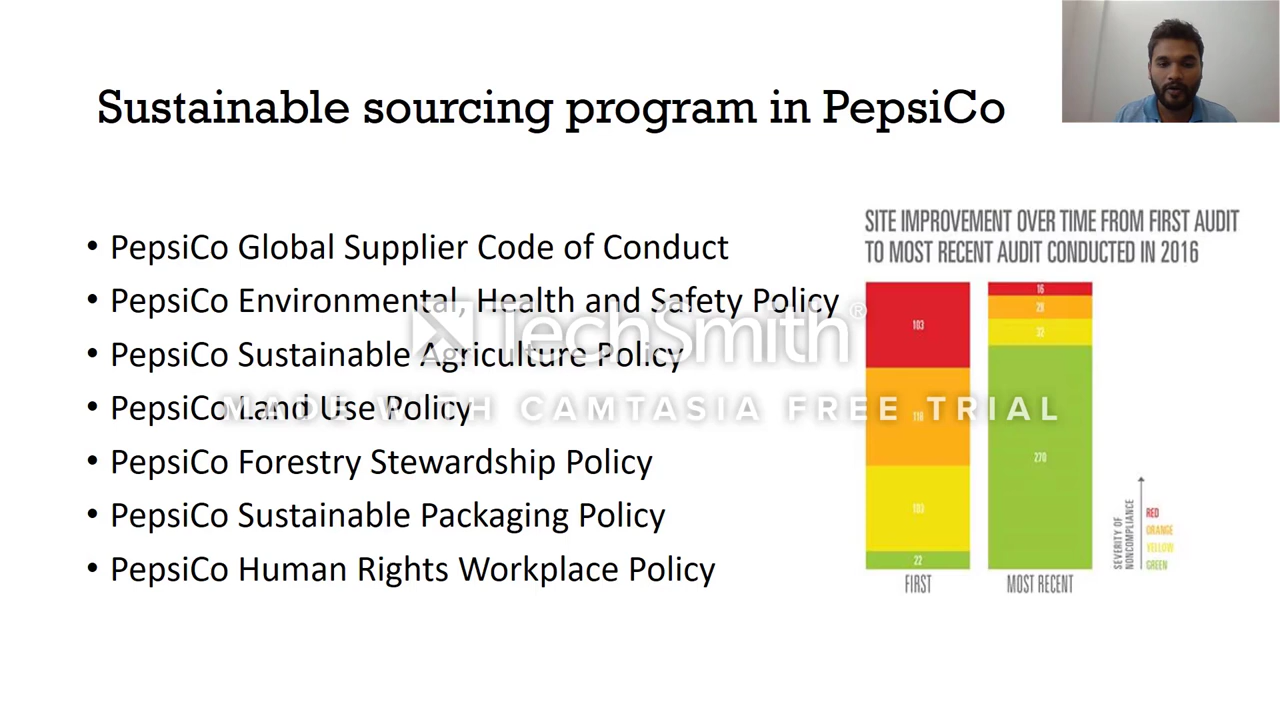 Sustainable sourcing program in PepsiCo
• PepsiCo Global Supplier Code of Conduct
• PepsiCo Environmental, Health and Safety Policy
• PepsiCo Sustainable Agriculture Policy
• PepsiCo Land Use Policy
• PepsiCo Forestry Stewardship Policy
• PepsiCo Sustainable Packaging Policy
• PepsiCo Human Rights Workplace Policy
TechSmith®
MADE WITH CAMTASIA FREE TRIAL
SITE IMPROVEMENT OVER TIME FROM FIRST AUDIT
TO MOST RECENT AUDIT CONDUCTED IN 2016
103
103
22
FIRST
16
270
MOST RECENT
SEVERITY OF
NONCOMPLIANCE
RED
ORANGE
YELLOW
GREEN